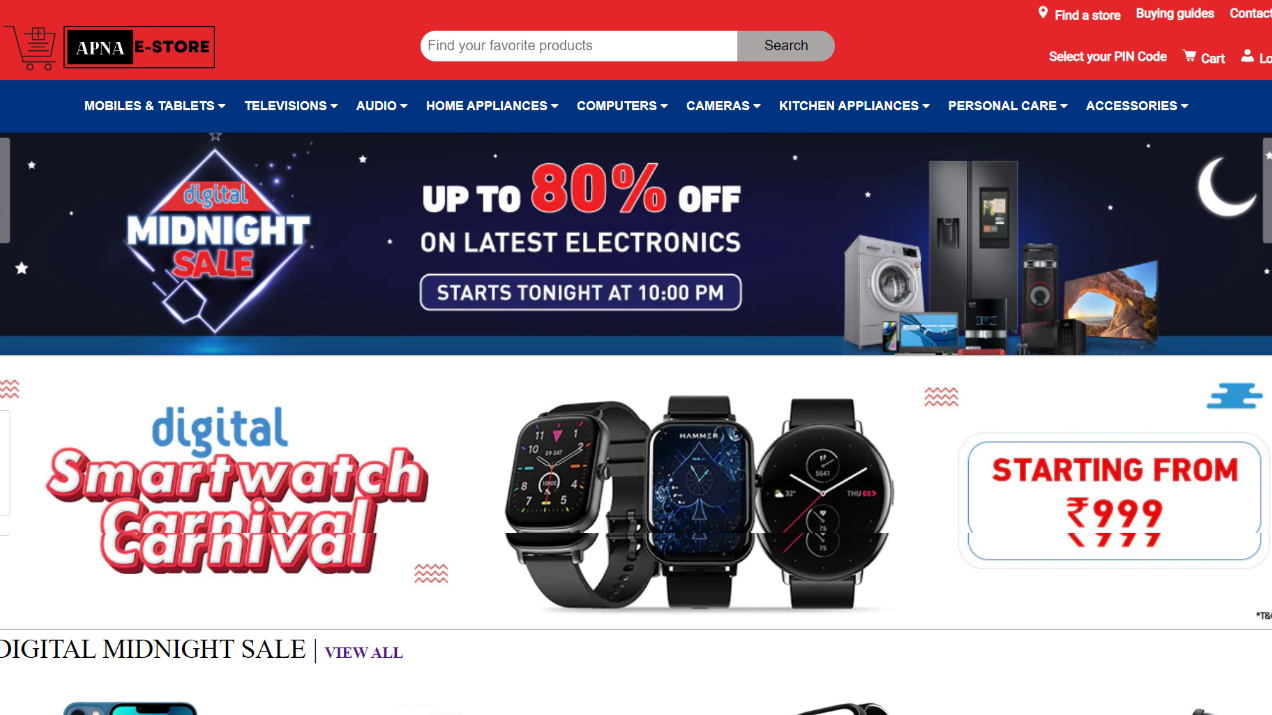 Find a store Buying guides Contact
APNA E-STORE
Find your favorite products
Search
Select your PIN Code Cart Lo
MOBILES & TABLETS TELEVISIONS AUDIO HOME APPLIANCES COMPUTERS CAMERAS KITCHEN APPLIANCES PERSONAL CARE ACCESSORIES
digital
MIDNIGHT
SALE
UP TO 80% OFF
ON LATEST ELECTRONICS
STARTS TONIGHT AT 10:00 PM
digital
Smartwatch
Carnival
HAMMER
STARTING FROM
₹999
*T&
DIGITAL MIDNIGHT SALE | VIEW ALL